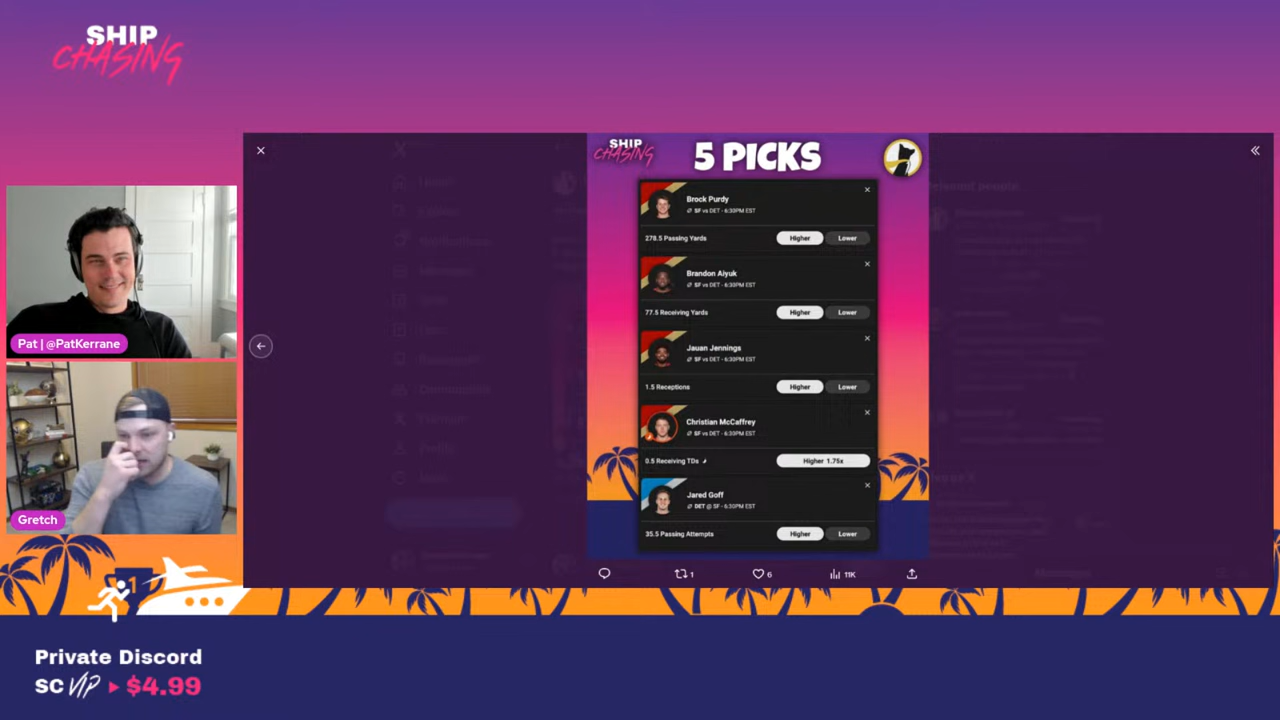 SHIP
CHASING
SHIP
CHASING
5 PICKS
Brock Purdy
SF vs DET - 6:30PM EST
278.5 Passing Yards
Higher
Lower
Brandon Aiyuk
SF vs DET - 6:30PM EST
77.5 Receiving Yards
Higher
Lower
Jauan Jennings
SF vs DET - 6:30PM EST
1.5 Receptions
Higher
Lower
Christian McCaffrey
SF vs DET - 6:30PM EST
0.5 Receiving TDs
Higher 1.75x
Jared Goff
DET @ SF - 6:30PM EST
35.5 Passing Attempts
Higher
Lower
1
6
11K
Pat | @PatKerrane
Gretch
1
Private Discord
SC VIP $4.99